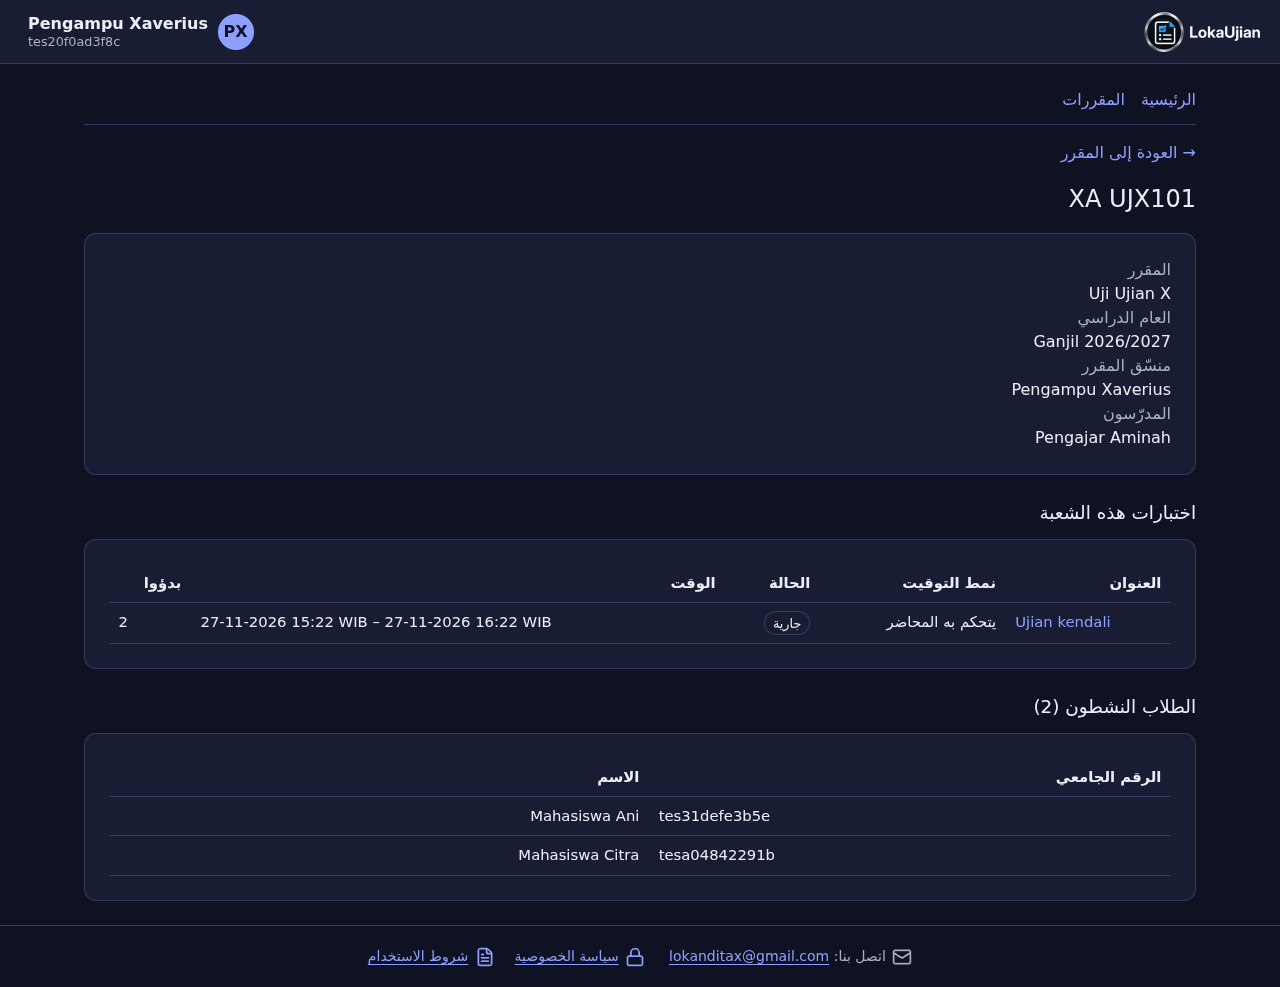 LokaUjian
Pengampu Xaverius
tes20f0ad3f8c
PX
الرئيسية المقررات
→ العودة إلى المقرر
XA UJX101
المقرر
Uji Ujian X
العام الدراسي
Ganjil 2026/2027
منسّق المقرر
Pengampu Xaverius
المدرّسون
Pengajar Aminah
اختبارات هذه الشعبة
العنوان نمط التوقيت الحالة الوقت بدؤوا
Ujian kendali يتحكم به المحاضر جارية 27-11-2026 15:22 WIB – 27-11-2026 16:22 WIB 2
الطلاب النشطون (2)
الرقم الجامعي الاسم
tes31defe3b5e Mahasiswa Ani
tesa04842291b Mahasiswa Citra
اتصل بنا: lokanditax@gmail.com سياسة الخصوصية شروط الاستخدام